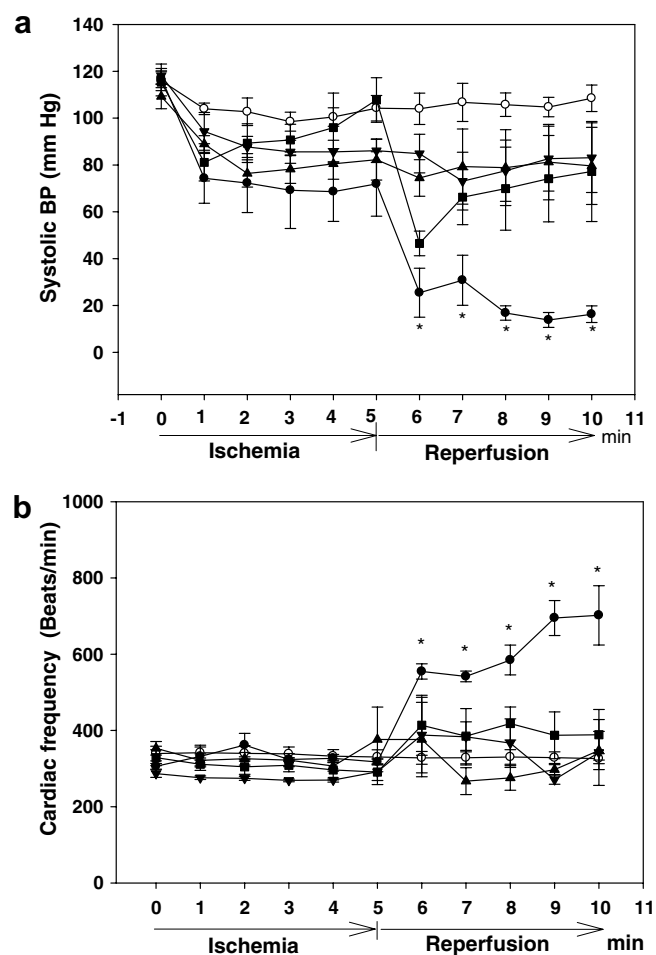 a
140
120
100
80
60
40
20
0
Systolic BP (mm Hg)
* * * * *
-1 0 1 2 3 4 5 6 7 8 9 10 11
Ischemia Reperfusion min
b
1000
800
600
400
200
0
Cardiac frequency (Beats/min)
* * * * *
0 1 2 3 4 5 6 7 8 9 10 11
Ischemia Reperfusion min